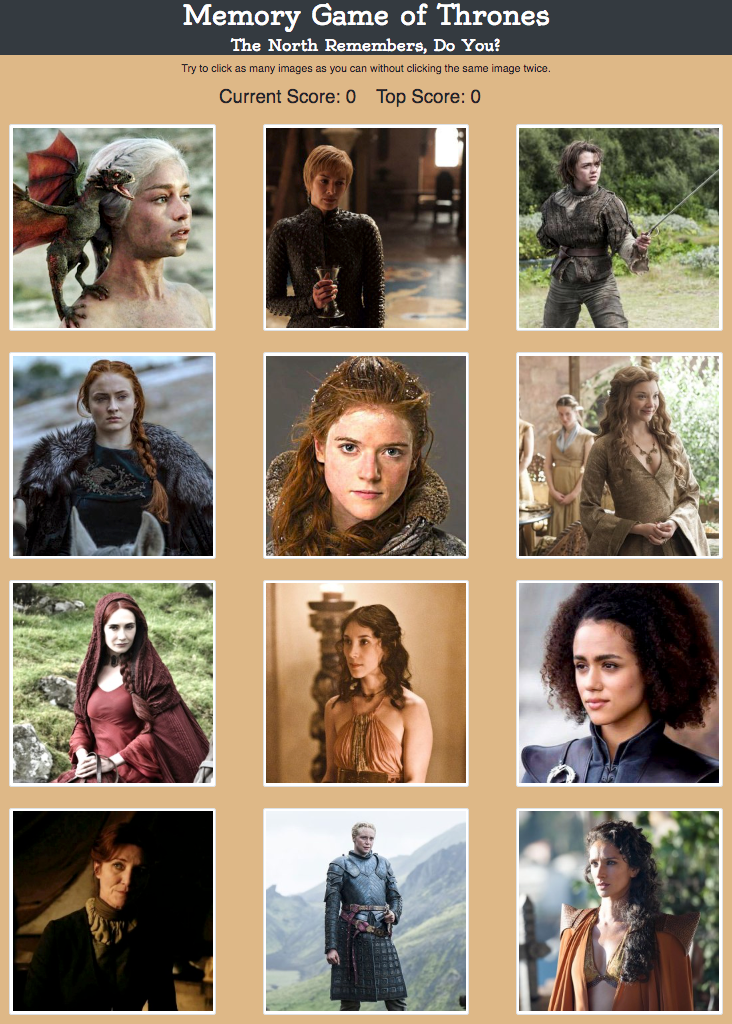 Memory Game of Thrones
The North Remembers, Do You?
Try to click as many images as you can without clicking the same image twice.
Current Score: 0 Top Score: 0